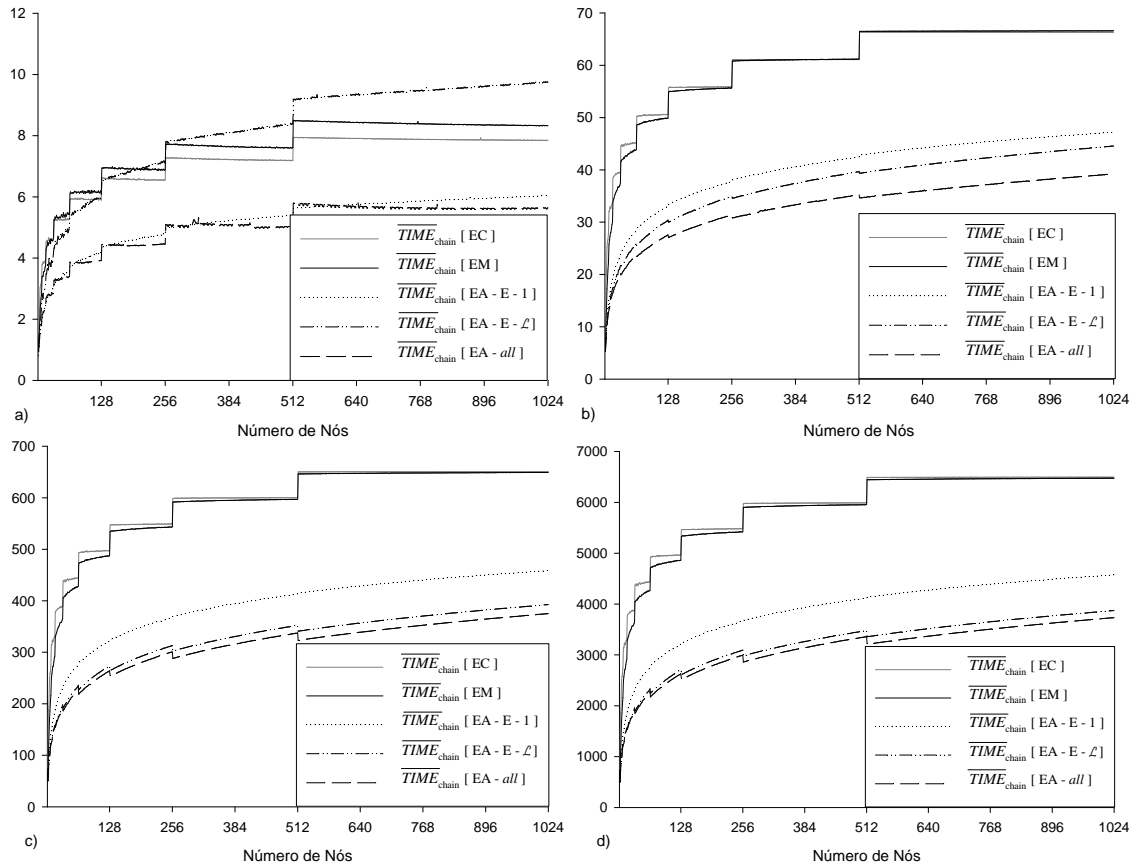 12
10
8
6
4
2
0
TIME chain [ EC ]
TIME chain [ EM ]
TIME chain [ EA - E - 1 ]
TIME chain [ EA - E - ℒ]
TIME chain [ EA - all ]
128 256 384 512 640 768 896 1024
a)
Número de Nós
70
60
50
40
30
20
10
0
TIME chain [ EC ]
TIME chain [ EM ]
TIME chain [ EA - E - 1 ]
TIME chain [ EA - E - ℒ]
TIME chain [ EA - all ]
128 256 384 512 640 768 896 1024
b)
Número de Nós
700
600
500
400
300
200
100
0
TIME chain [ EC ]
TIME chain [ EM ]
TIME chain [ EA - E - 1 ]
TIME chain [ EA - E - ℒ]
TIME chain [ EA - all ]
128 256 384 512 640 768 896 1024
c)
Número de Nós
7000
6000
5000
4000
3000
2000
1000
0
TIME chain [ EC ]
TIME chain [ EM ]
TIME chain [ EA - E - 1 ]
TIME chain [ EA - E - ℒ]
TIME chain [ EA - all ]
128 256 384 512 640 768 896 1024
d)
Número de Nós